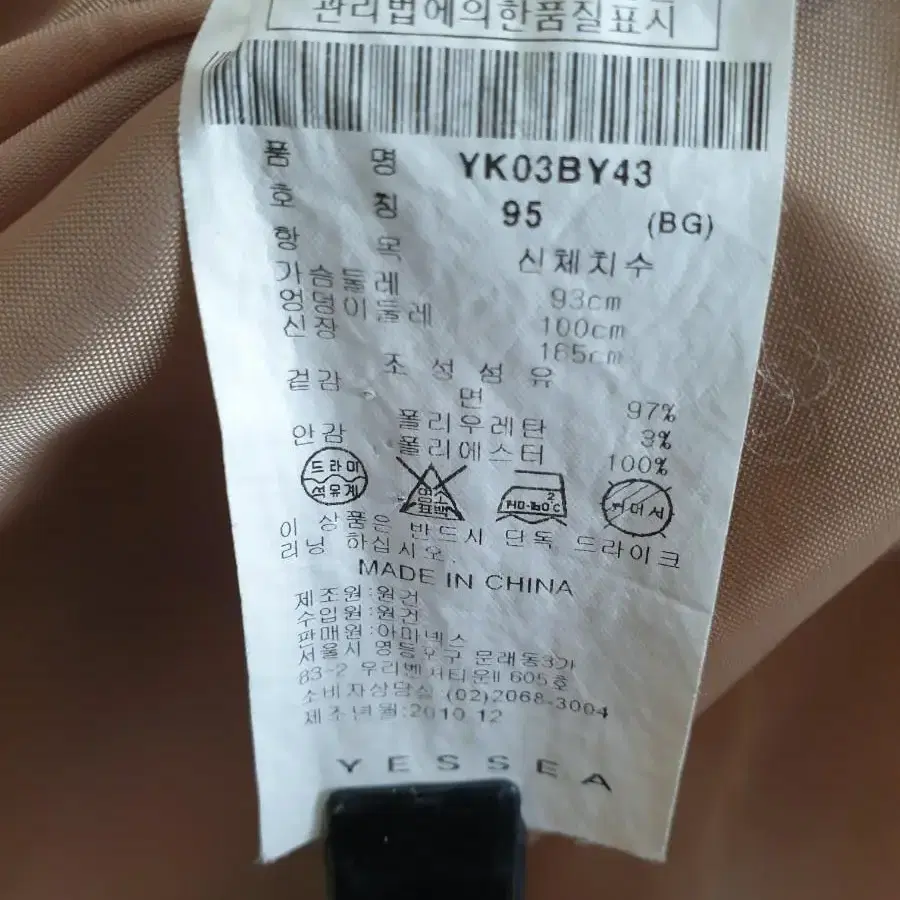 관리법에의한품질표시
품 명 YK03BY43
호 칭 95 (BG)
항 목 신체치수
가슴둘레 93cm
엉덩이둘레 100cm
신장 165cm
조성섬유
겉감 면 97%
폴리우레탄 3%
안감 폴리에스터 100%
드라이
석유계
염소
표백
2
140-160°C
이 상품은 반드시 단독 드라이크
리닝 하십시오.
MADE IN CHINA
제조원:원건
수입원:원건
판매원:아마넥스
서울시 영등포구 문래동3가
83-2 우리벤처타운II 605호
소비자상담실:(02)2068-3004
제조년월:2010.12
YESSEA